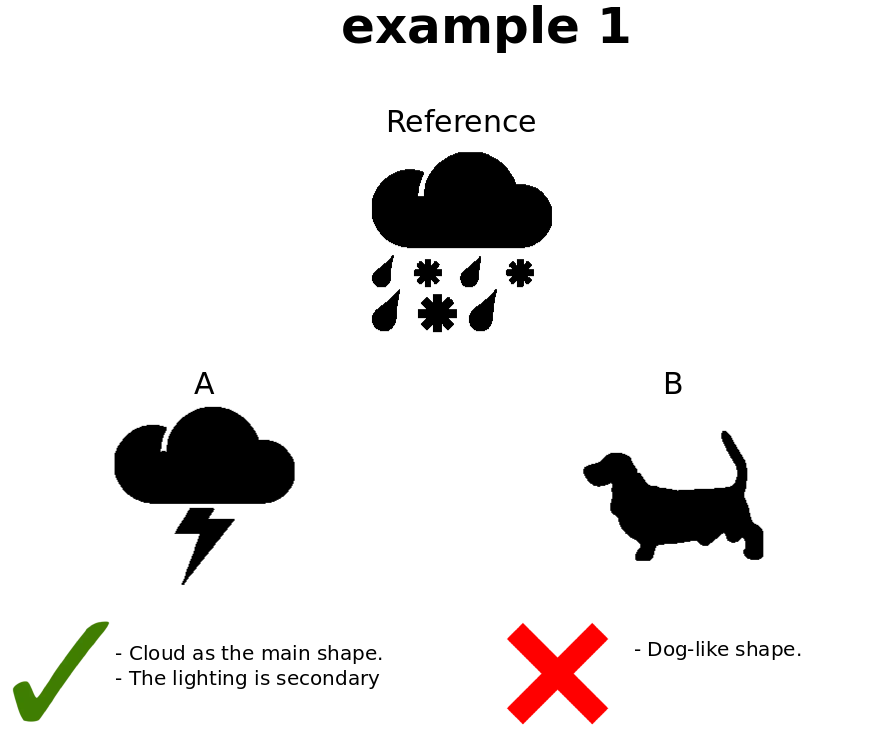 example 1
Reference
A
B
- Cloud as the main shape.
- The lighting is secondary
- Dog-like shape.